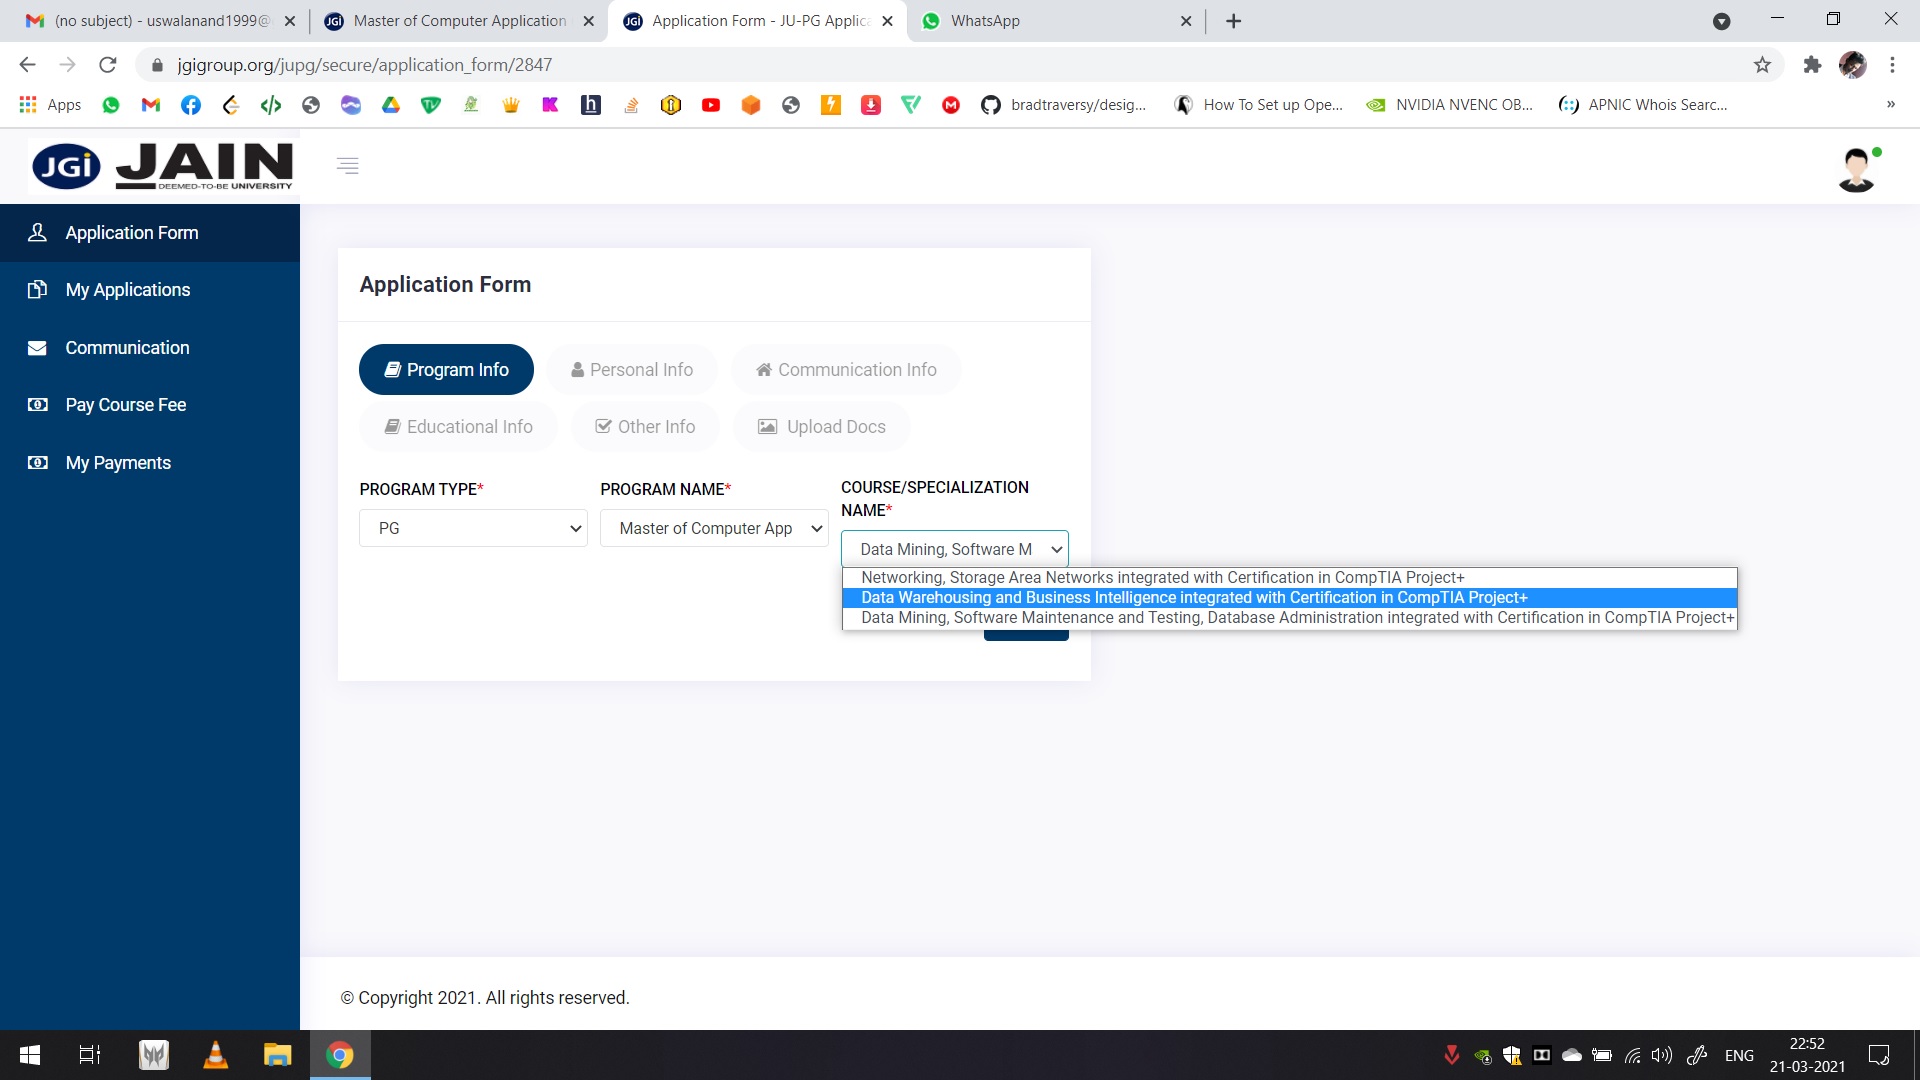 (no subject) - uswalanand1999@
Master of Computer Application
Application Form - JU-PG Applica
WhatsApp
jgigroup.org/jupg/secure/application_form/2847
Apps
bradtraversy/desig...
How To Set up Ope...
NVIDIA NVENC OB...
APNIC Whois Searc...
»
JGi JAIN
DEEMED-TO-BE UNIVERSITY
Application Form
My Applications
Communication
Pay Course Fee
My Payments
Application Form
Program Info
Personal Info
Communication Info
Educational Info
Other Info
Upload Docs
PROGRAM TYPE*
PROGRAM NAME*
COURSE/SPECIALIZATION
NAME*
PG
Master of Computer App
Data Mining, Software M
Networking, Storage Area Networks integrated with Certification in CompTIA Project+
Data Warehousing and Business Intelligence integrated with Certification in CompTIA Project+
Data Mining, Software Maintenance and Testing, Database Administration integrated with Certification in CompTIA Project+
© Copyright 2021. All rights reserved.
ENG
22:52
21-03-2021